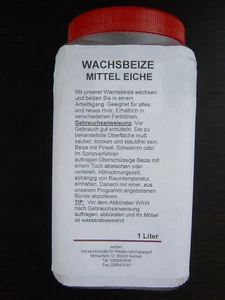 WACHSBEIZE
MITTEL EICHE
Mit unserer Wachsbeize wachsen
und beizen Sie in einem
Arbeitsgang. Geeignet für altes
und neues Holz. Erhältlich in
verschiedenen Farbtönen.
Gebrauchsanweisung: Vor
Gebrauch gut schütteln. Die zu
behandelnde Oberfläche muß
sauber, trocken und staubfrei sein.
Beize mit Pinsel, Schwamm oder
im Spritzverfahren
auftragen. Überschüssige Beize mit
einem Tuch abwischen oder
verteilen. Abtrocknungszeit,
abhängig von Raumtemperatur,
einhalten. Danach mit einer, aus
unserem Programm angebotenen
Bürste abpolieren
TIP: Vor dem Abbürsten WAW
nach Gebrauchsanweisung
auftragen, abbürsten und Ihr Möbel
ist wasserabweisend
1 Liter
Versandhandel für Restaurationsbedarf